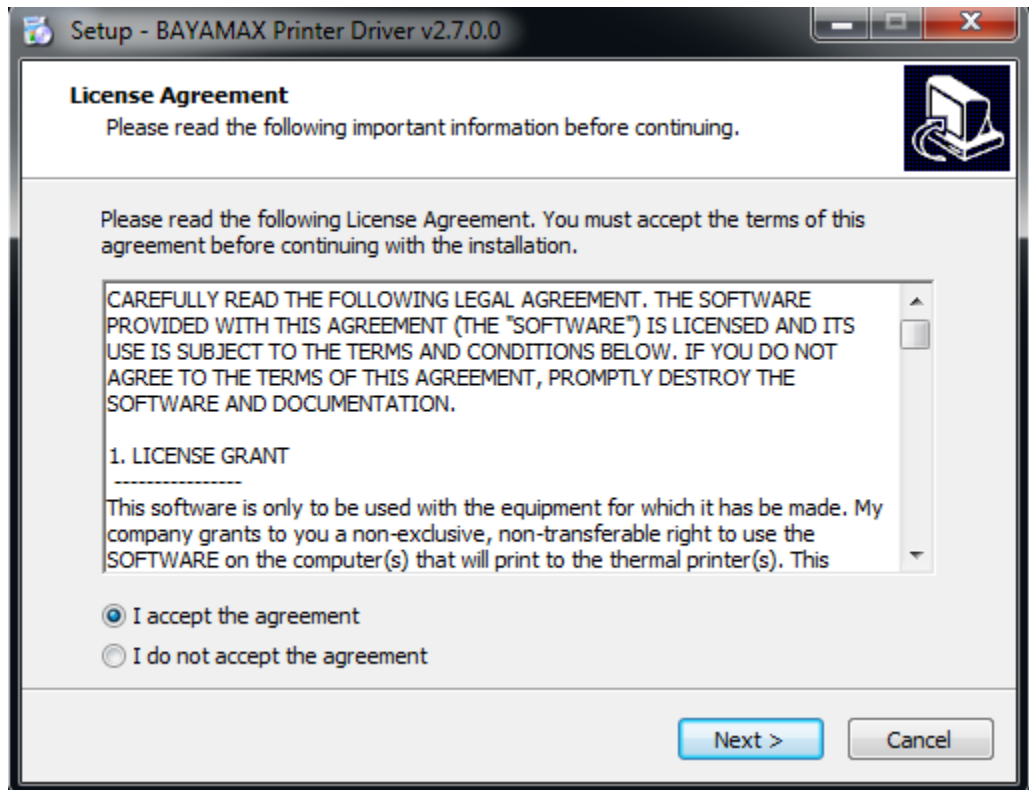 Setup - BAYAMAX Printer Driver v2.7.0.0
License Agreement
Please read the following important information before continuing.
Please read the following License Agreement. You must accept the terms of this
agreement before continuing with the installation.
CAREFULLY READ THE FOLLOWING LEGAL AGREEMENT. THE SOFTWARE
PROVIDED WITH THIS AGREEMENT (THE "SOFTWARE") IS LICENSED AND ITS
USE IS SUBJECT TO THE TERMS AND CONDITIONS BELOW. IF YOU DO NOT
AGREE TO THE TERMS OF THIS AGREEMENT, PROMPTLY DESTROY THE
SOFTWARE AND DOCUMENTATION.
1. LICENSE GRANT
----------------
This software is only to be used with the equipment for which it has be made. My
company grants to you a non-exclusive, non-transferable right to use the
SOFTWARE on the computer(s) that will print to the thermal printer(s). This
I accept the agreement
I do not accept the agreement
Next >
Cancel